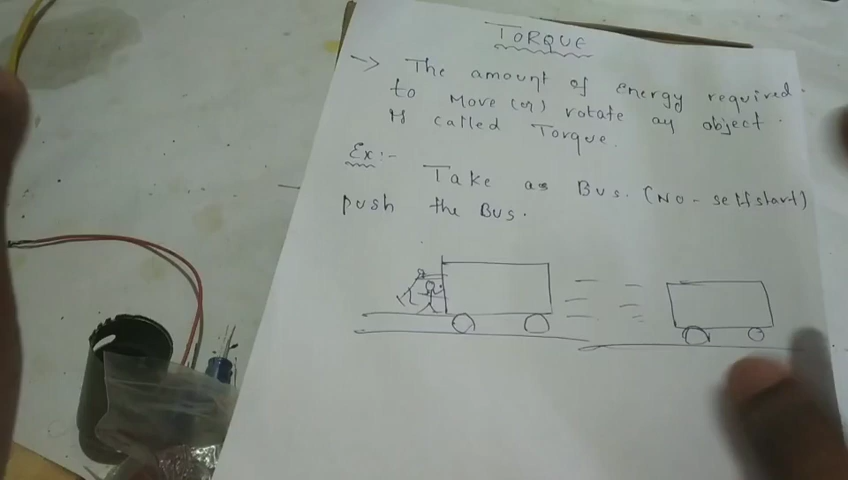 TORQUE
-> The amount of energy required
to move (or) rotate an object.
is called Torque.
Ex:-
Take a Bus. (No-self start)
push the Bus.